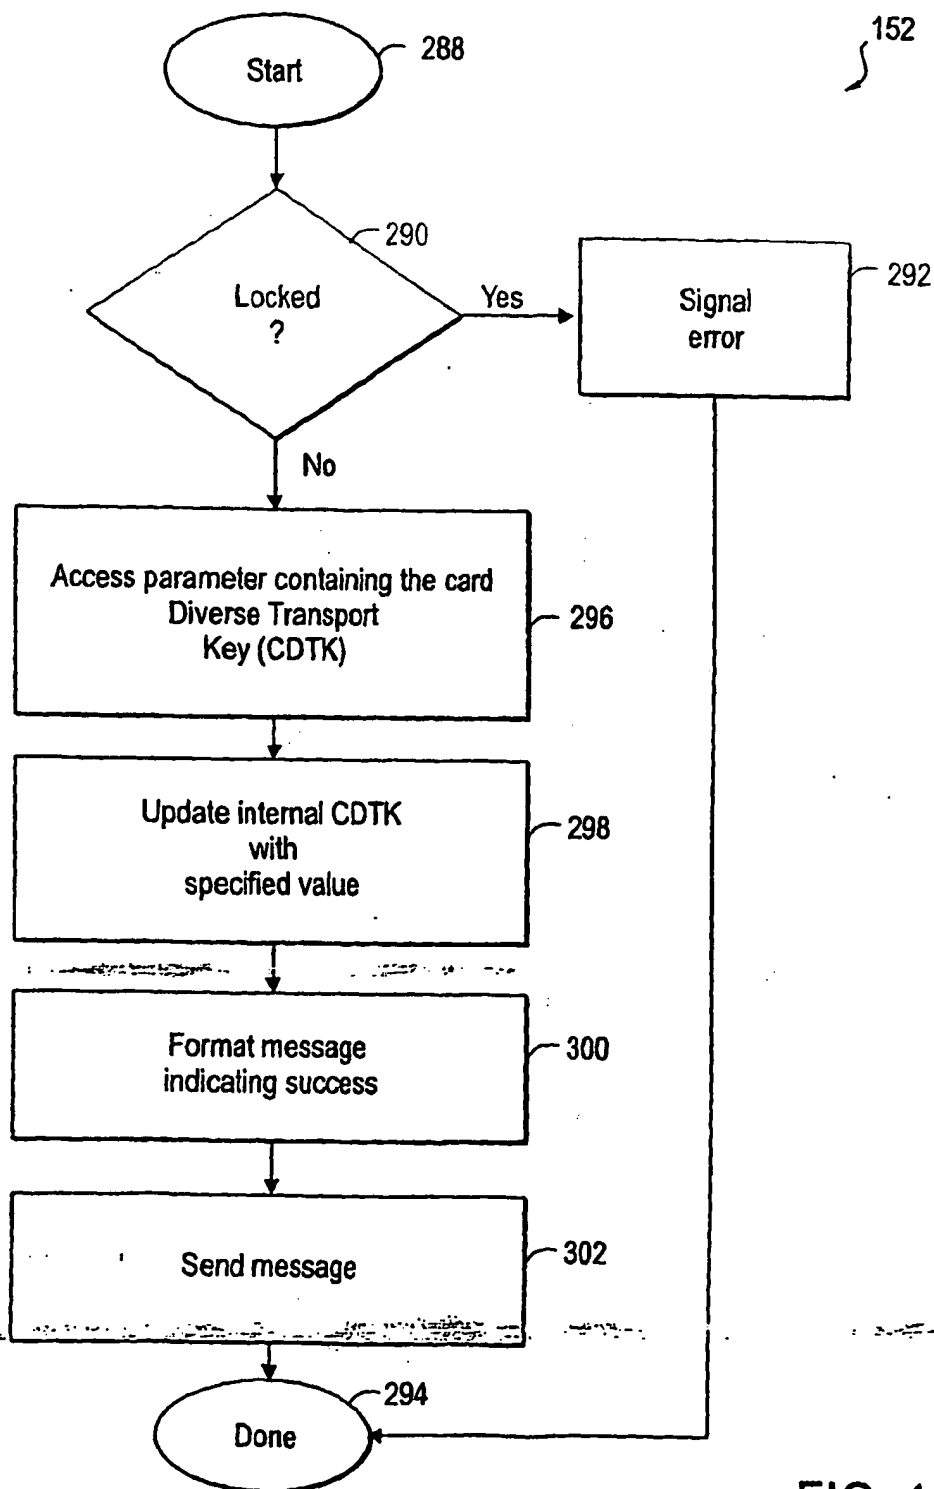 152
Start
288
290
Locked
?
Yes
Signal
error
292
No
Access parameter containing the card
Diverse Transport
Key (CDTK)
296
Update internal CDTK
with
specified value
298
Format message
indicating success
300
Send message
302
294
Done